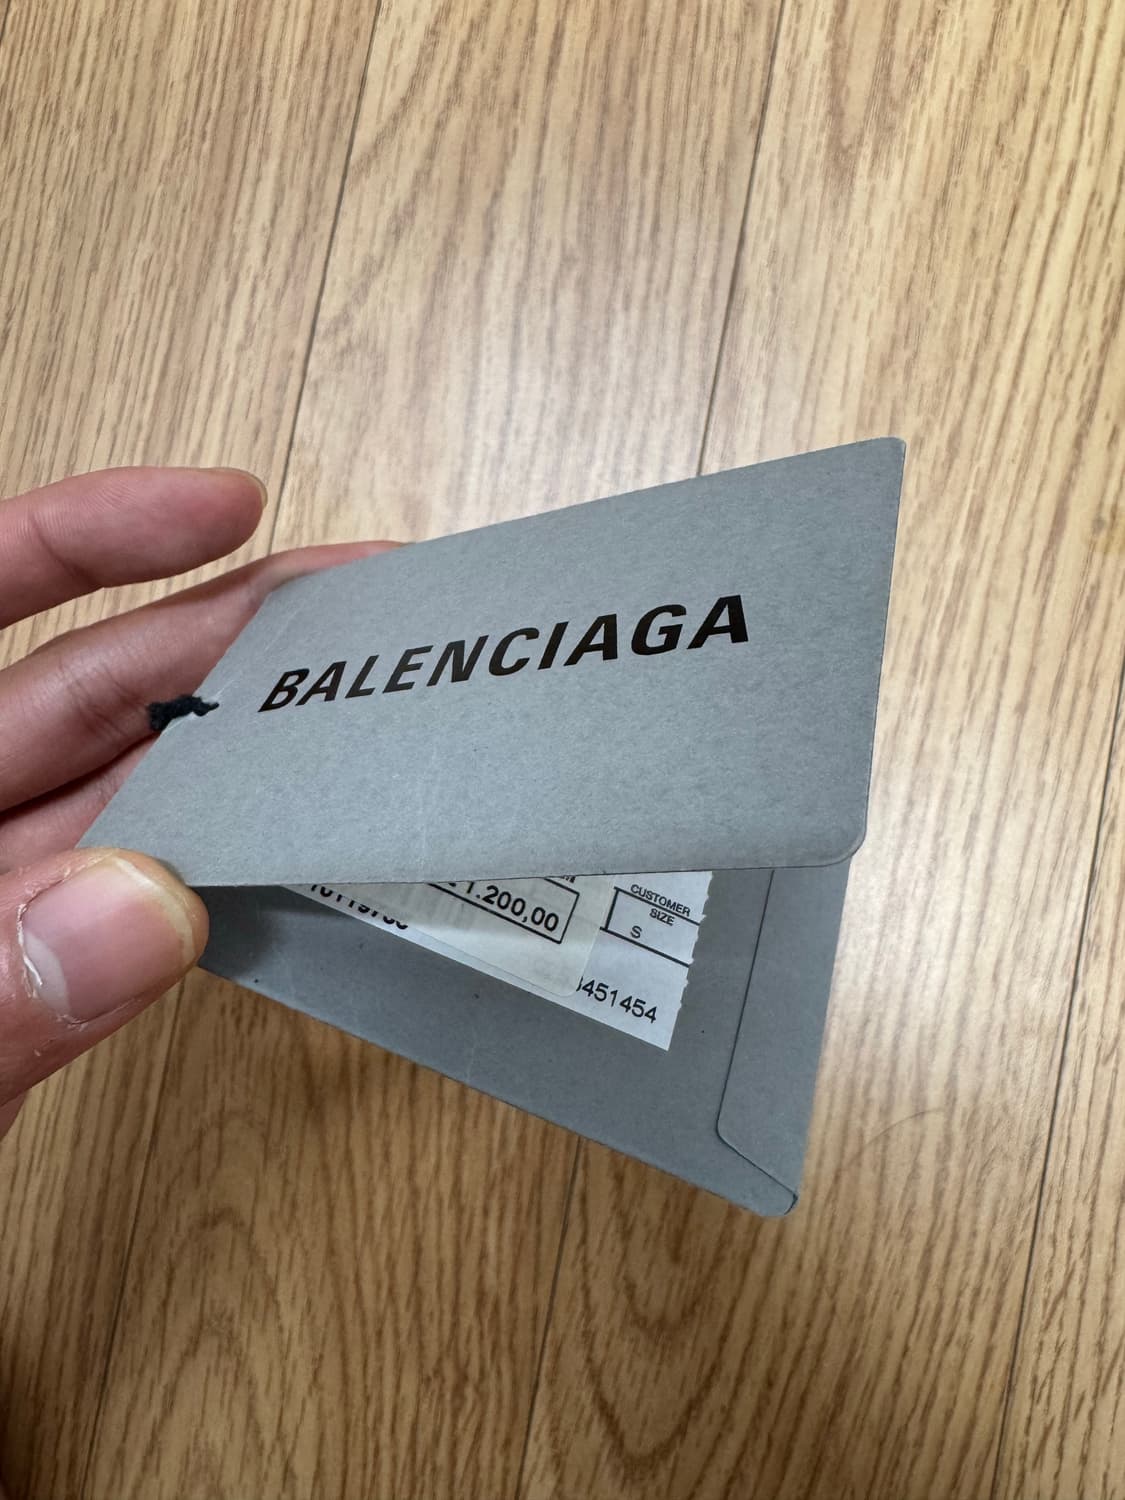 BALENCIAGA
1.200,00
CUSTOMER
SIZE
S
451454